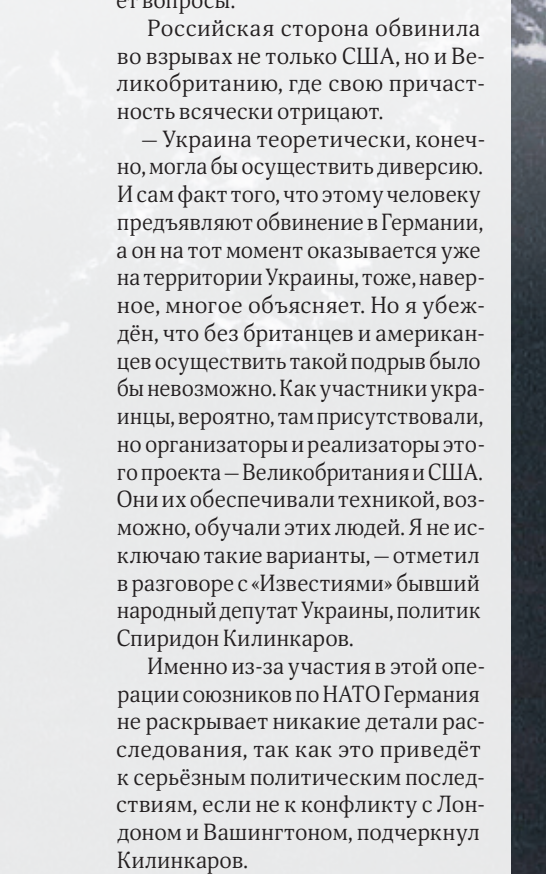 ет вопросы.
Российская сторона обвинила
во взрывах не только США, но и Ве-
ликобританию, где свою причаст-
ность всячески отрицают.
— Украина теоретически, конеч-
но, могла бы осуществить диверсию.
И сам факт того, что этому человеку
предъявляют обвинение в Германии,
а он на тот момент оказывается уже
на территории Украины, тоже, навер-
ное, многое объясняет. Но я убеж-
дён, что без британцев и американ-
цев осуществить такой подрыв было
бы невозможно. Как участники укра-
инцы, вероятно, там присутствовали,
но организаторы и реализаторы это-
го проекта — Великобритания и США.
Они их обеспечивали техникой, воз-
можно, обучали этих людей. Я не ис-
ключаю такие варианты, — отметил
в разговоре с «Известиями» бывший
народный депутат Украины, политик
Спиридон Килинкаров.
Именно из-за участия в этой опе-
рации союзников по НАТО Германия
не раскрывает никакие детали рас-
следования, так как это приведёт
к серьёзным политическим послед-
ствиям, если не к конфликту с Лон-
доном и Вашингтоном, подчеркнул
Килинкаров.